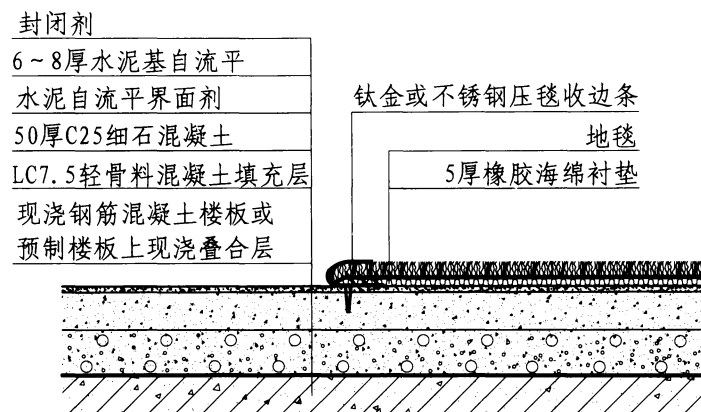 封闭剂
6～8厚水泥基自流平
水泥自流平界面剂
50厚C25细石混凝土
LC7.5轻骨料混凝土填充层
现浇钢筋混凝土楼板或
预制楼板上现浇叠合层
钛金或不锈钢压毯收边条
地毯
5厚橡胶海绵衬垫